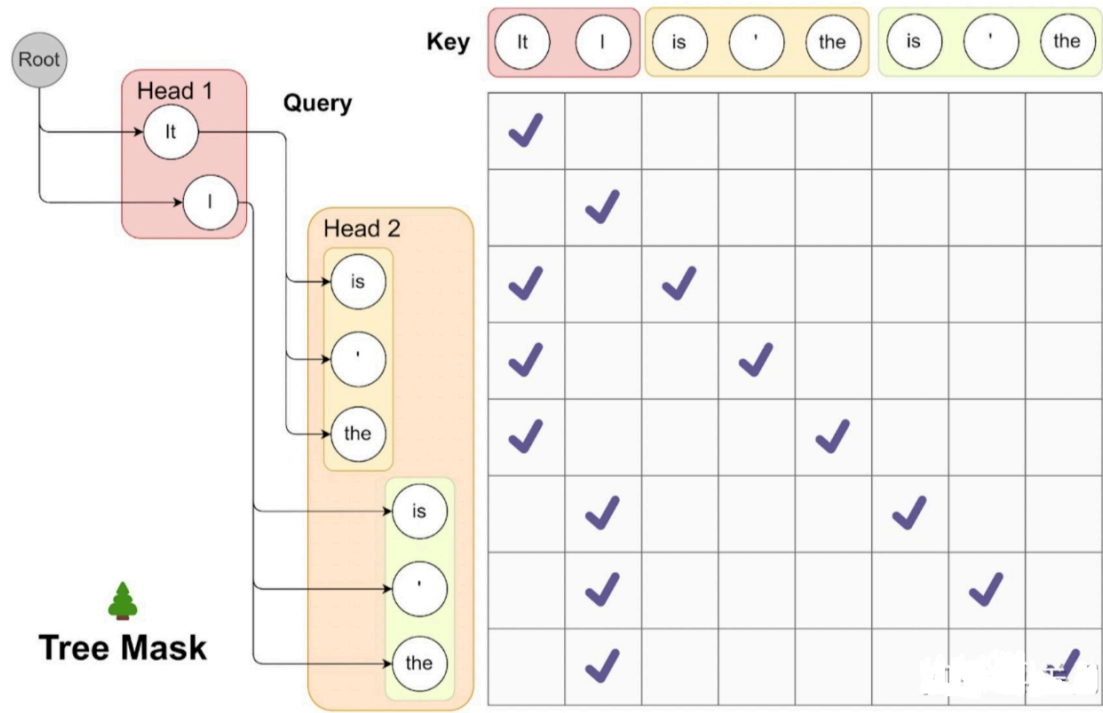 Root
Head 1
It
I
Query
Key
It I is ' the is ' the
Head 2
is
'
the
is
'
the
Tree Mask